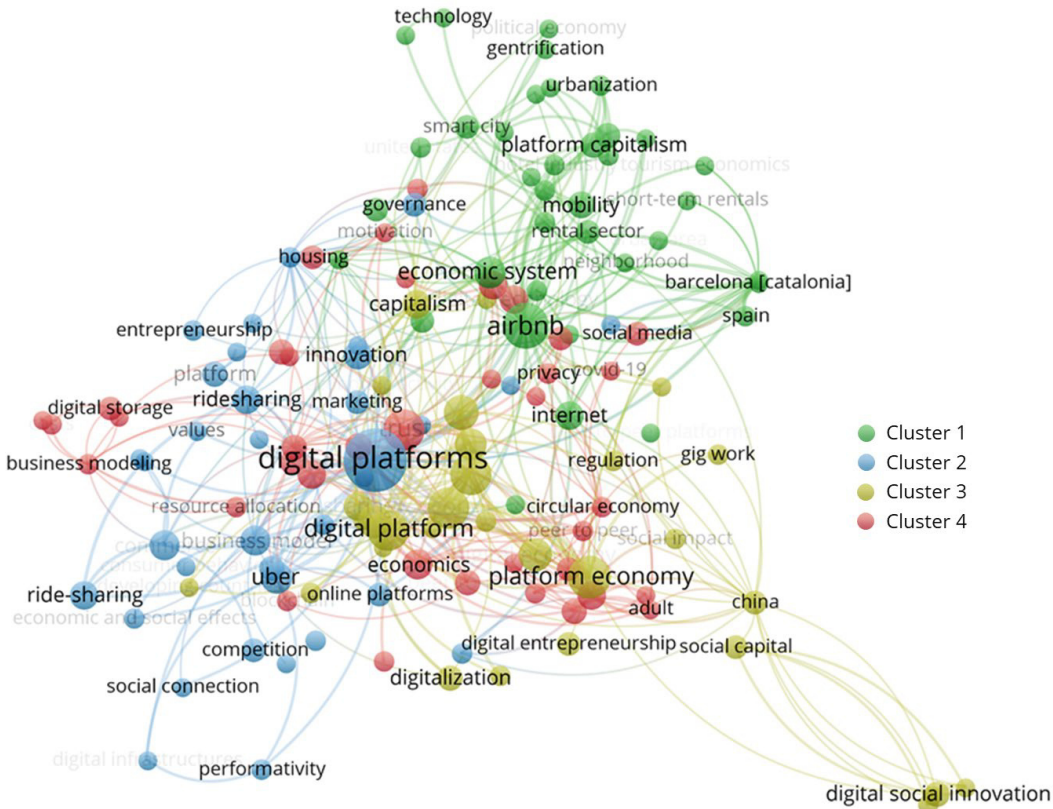 technology
political economy
gentrification
urbanization
smart city
platform capitalism
tourism economics
governance
mobility
short-term rentals
motivation
rental sector
housing
economic system
neighborhood
capitalism
barcelona [catalonia]
entrepreneurship
airbnb
social media
spain
innovation
platform
privacy
covid-19
digital storage
ridesharing
marketing
internet
values
trust
Cluster 1
business modeling
digital platforms
regulation
gig work
Cluster 2
Cluster 3
resource allocation
circular economy
Cluster 4
business model
digital platform
peer to peer
social impact
economics
uber
platform economy
ride-sharing
blockchain
online platforms
adult
china
economic and social effects
competition
digital entrepreneurship
social capital
social connection
digitalization
digital infrastructures
performativity
digital social innovation